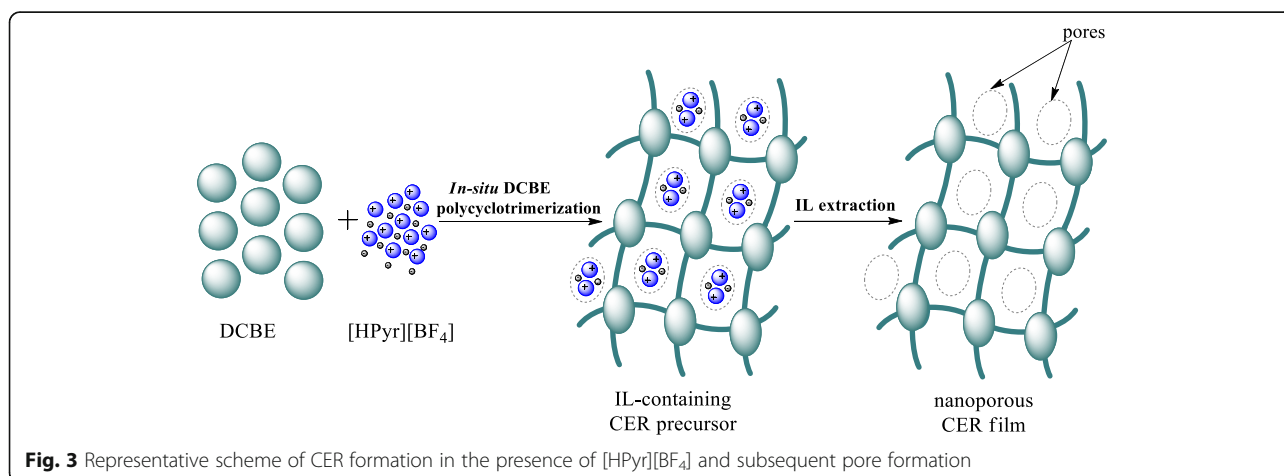 pores
In-situ DCBE
polycyclotrimerization
IL extraction
+
DCBE
[HPyr][BF₄]
IL-containing
CER precursor
nanoporous
CER film
Fig. 3 Representative scheme of CER formation in the presence of [HPyr][BF₄] and subsequent pore formation